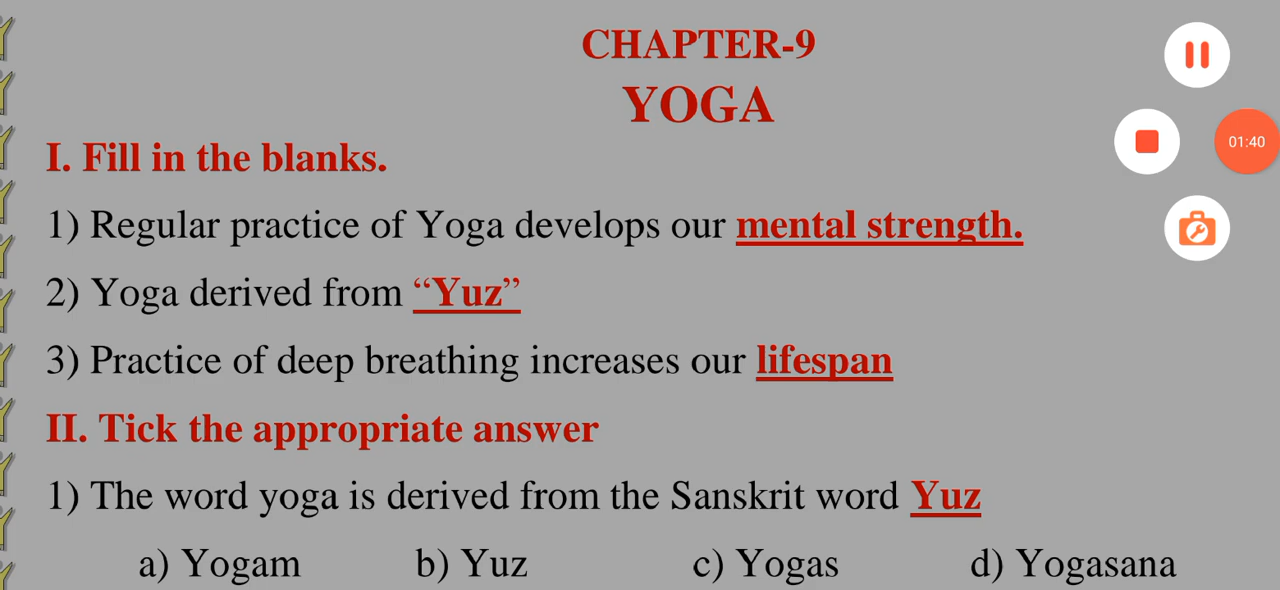 CHAPTER-9
YOGA
I. Fill in the blanks.
1) Regular practice of Yoga develops our mental strength.
2) Yoga derived from “Yuz”
3) Practice of deep breathing increases our lifespan
II. Tick the appropriate answer
1) The word yoga is derived from the Sanskrit word Yuz
a) Yogam b) Yuz c) Yogas d) Yogasana
01:40